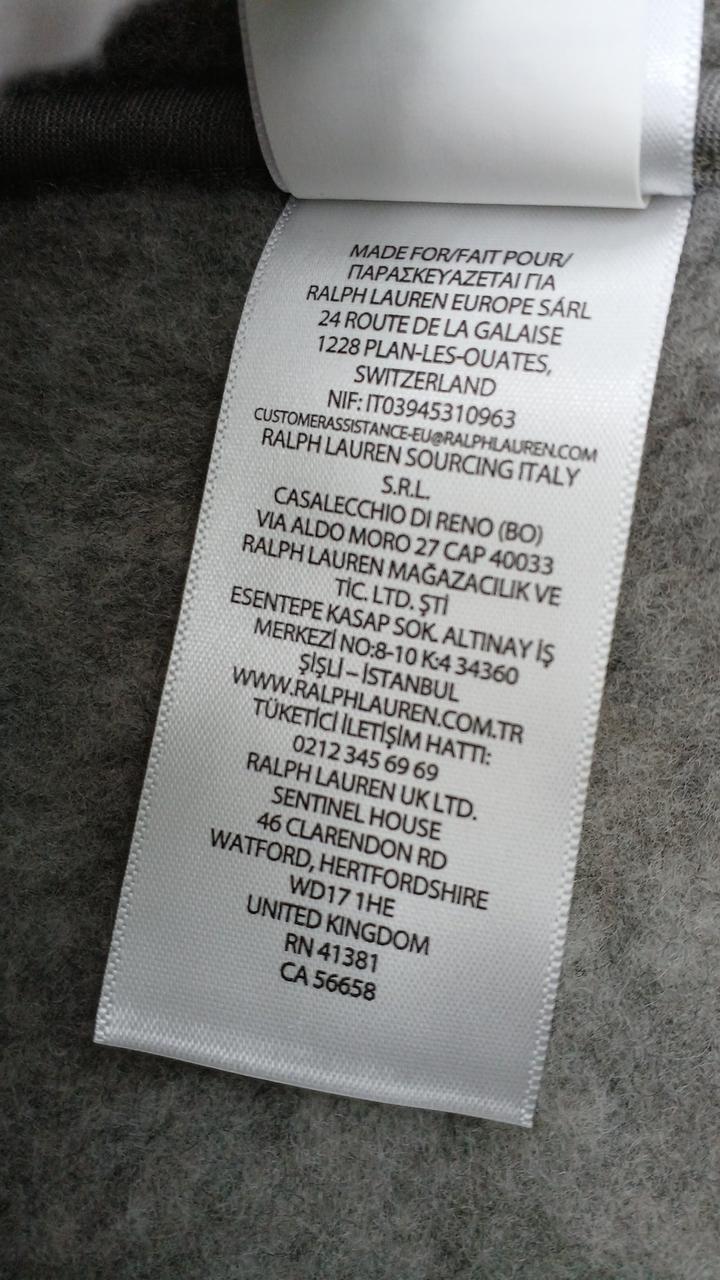 MADE FOR/FAIT POUR/
ΠΑΡΑΣΚΕΥΑΖΕΤΑΙ ΓΙΑ
RALPH LAUREN EUROPE SÁRL
24 ROUTE DE LA GALAISE
1228 PLAN-LES-OUATES,
SWITZERLAND
NIF: IT03945310963
CUSTOMERASSISTANCE-EU@RALPHLAUREN.COM
RALPH LAUREN SOURCING ITALY
S.R.L.
CASALECCHIO DI RENO (BO)
VIA ALDO MORO 27 CAP 40033
RALPH LAUREN MAĞAZACILIK VE
TİC. LTD. ŞTİ
ESENTEPE KASAP SOK. ALTINAY İŞ
MERKEZİ NO:8-10 K:4 34360
ŞİŞLİ – İSTANBUL
WWW.RALPHLAUREN.COM.TR
TÜKETİCİ İLETİŞİM HATTI:
0212 345 69 69
RALPH LAUREN UK LTD.
SENTINEL HOUSE
46 CLARENDON RD
WATFORD, HERTFORDSHIRE
WD17 1HE
UNITED KINGDOM
RN 41381
CA 56658